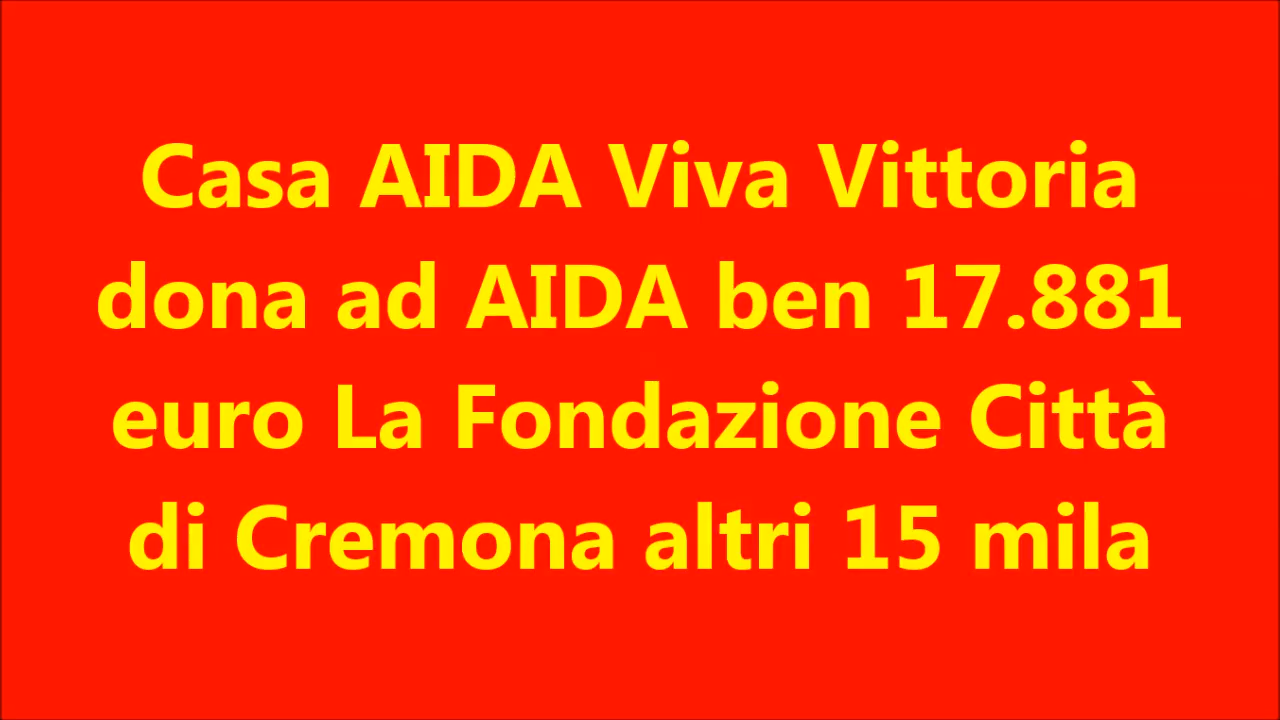 Casa AIDA Viva Vittoria
dona ad AIDA ben 17.881
euro La Fondazione Città
di Cremona altri 15 mila